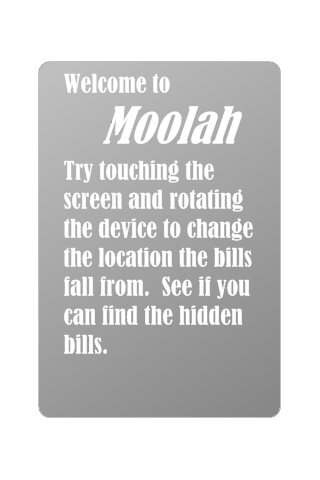 Welcome to
Moolah
Try touching the
screen and rotating
the device to change
the location the bills
fall from. See if you
can find the hidden
bills.